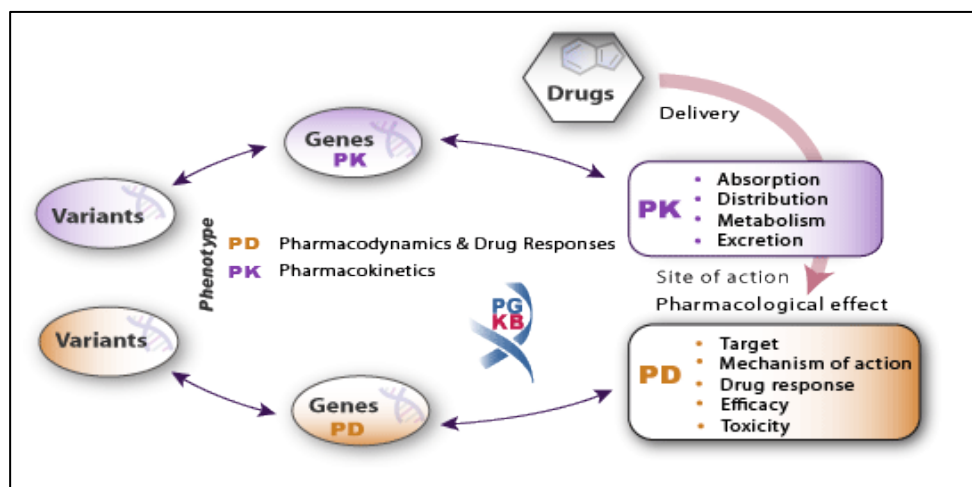 Drugs
Delivery
Genes
PK
Variants
PK
• Absorption
• Distribution
• Metabolism
• Excretion
Phenotype
PD Pharmacodynamics & Drug Responses
PK Pharmacokinetics
Site of action
Pharmacological effect
PG
KB
Variants
PD
• Target
• Mechanism of action
• Drug response
• Efficacy
• Toxicity
Genes
PD